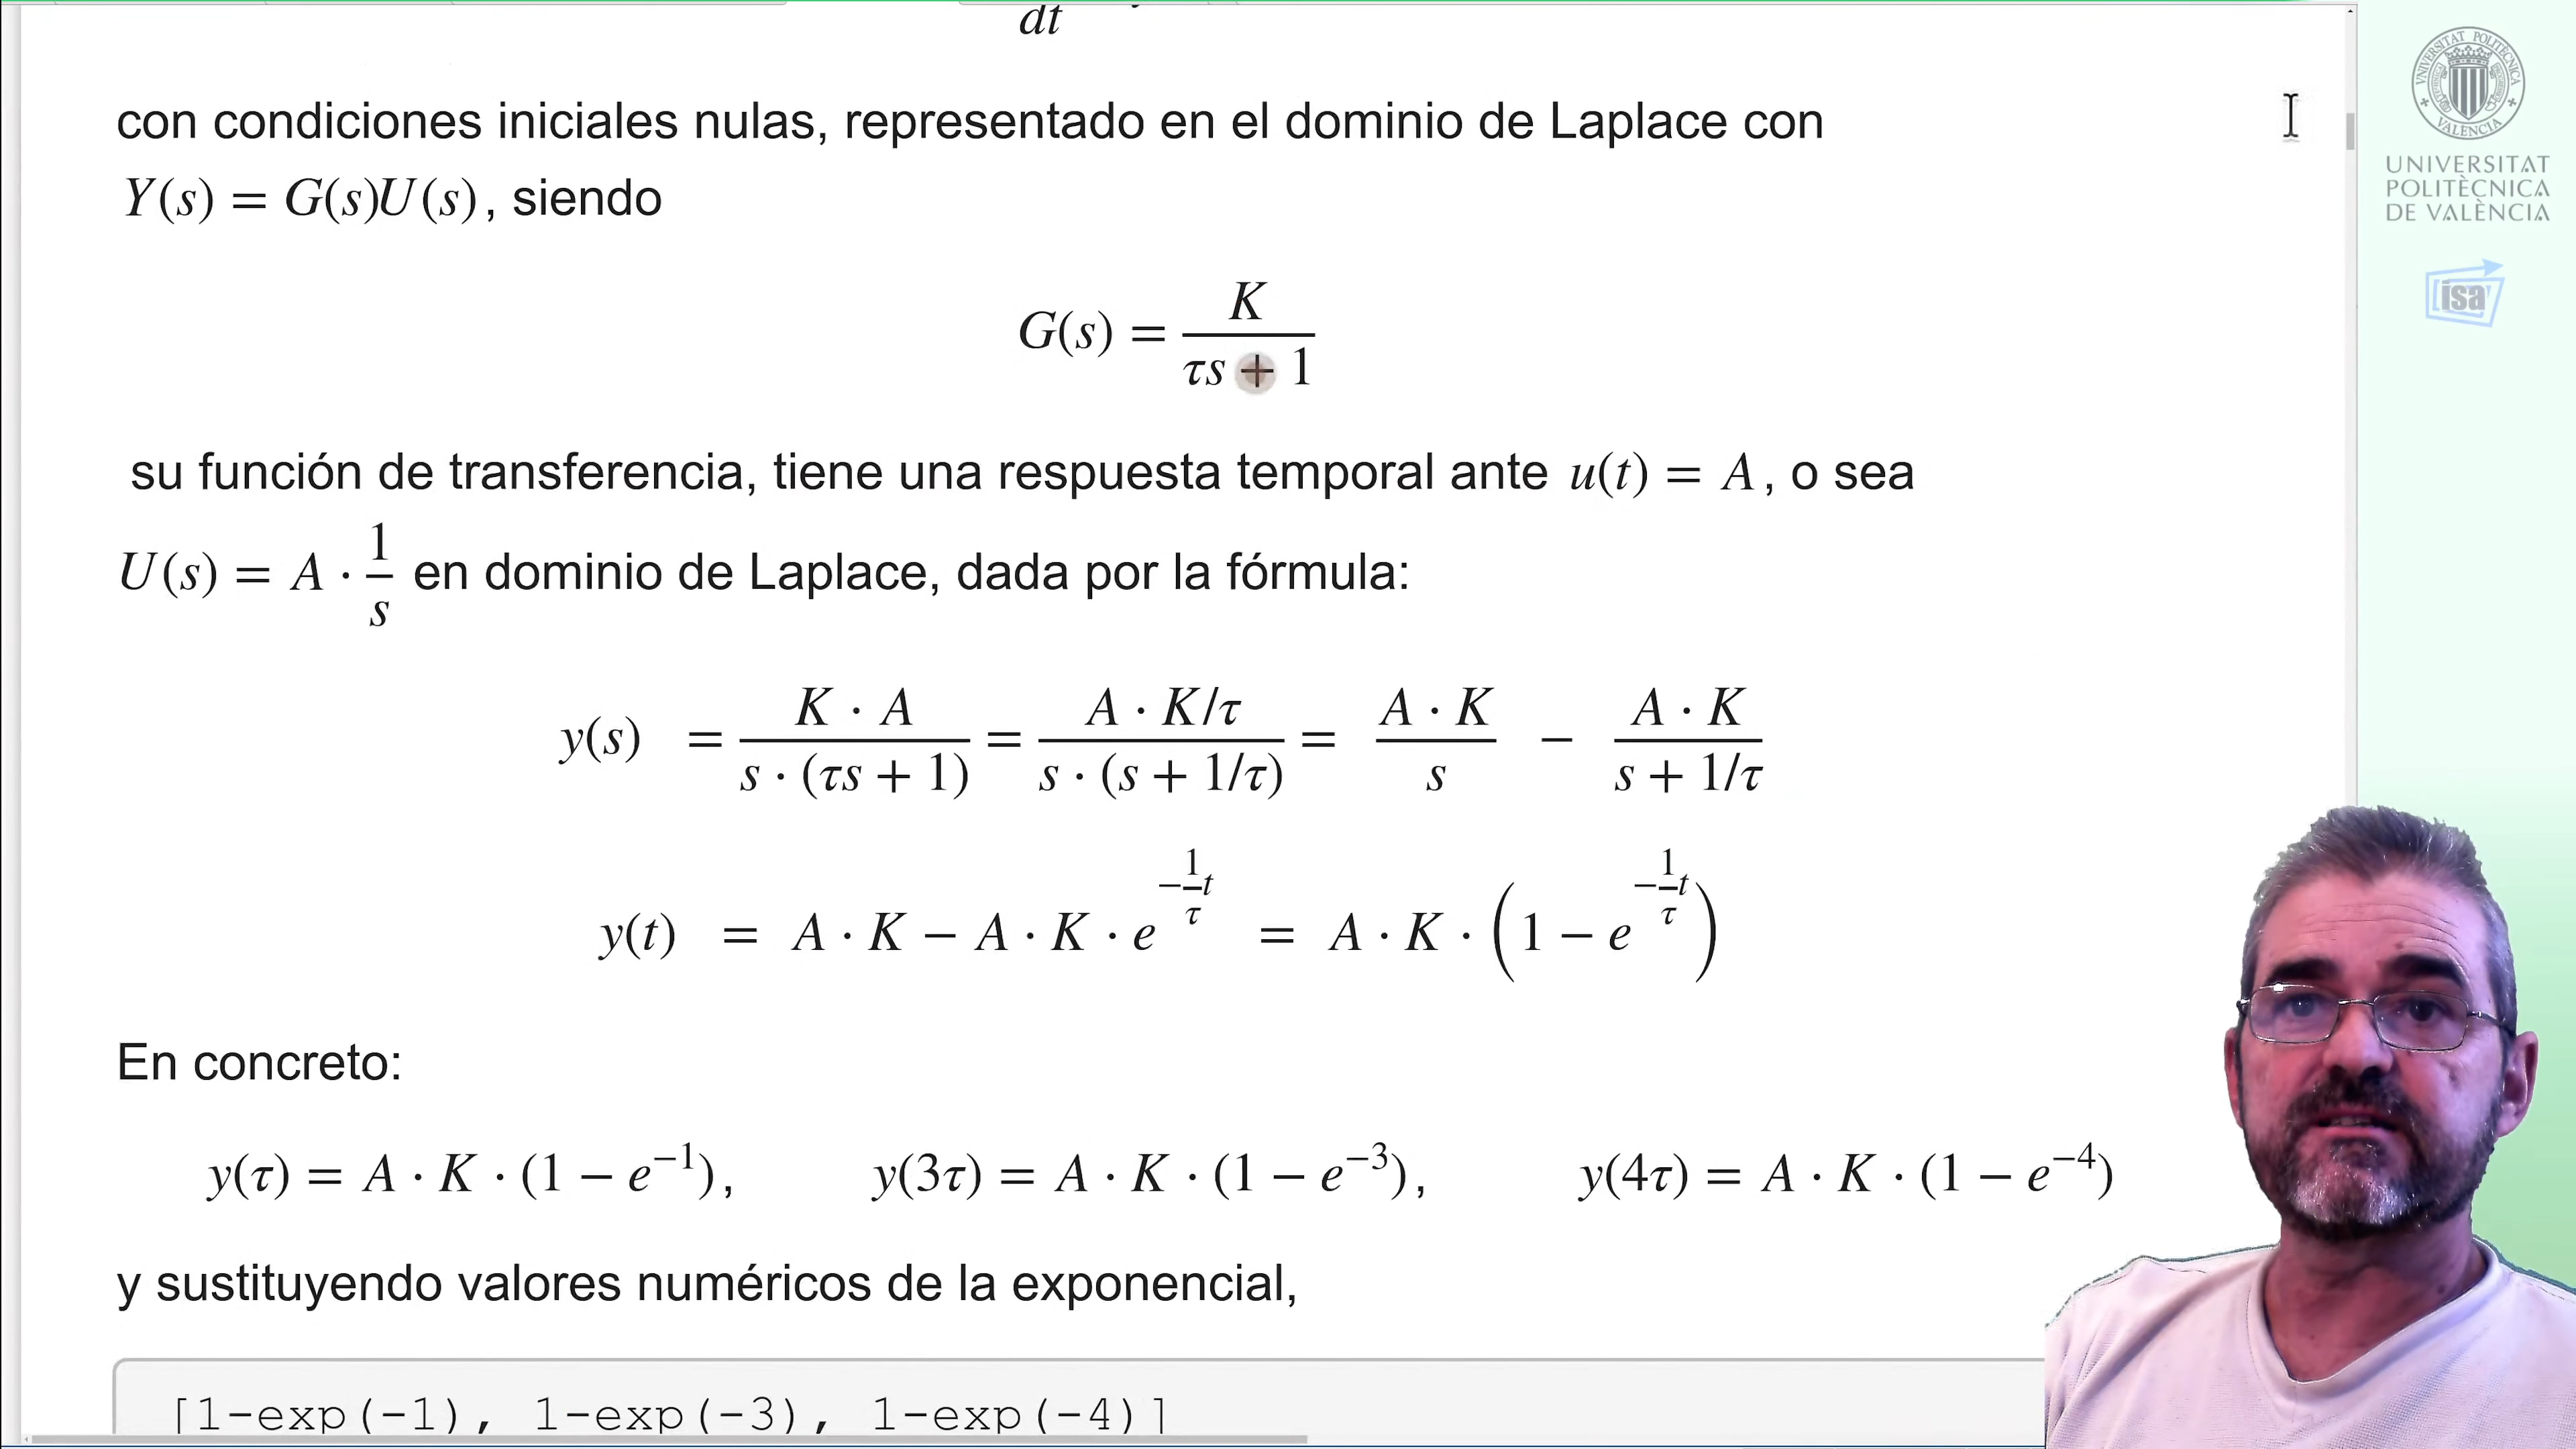 dt
con condiciones iniciales nulas, representado en el dominio de Laplace con
Y(s) = G(s)U(s), siendo
G(s) = K / (τs + 1)
su función de transferencia, tiene una respuesta temporal ante u(t) = A, o sea
U(s) = A · 1/s en dominio de Laplace, dada por la fórmula:
y(s) = K · A / (s · (τs + 1)) = A · K/τ / (s · (s + 1/τ)) = A · K / s − A · K / (s + 1/τ)
y(t) = A · K − A · K · e^(−(1/τ)t) = A · K · (1 − e^(−(1/τ)t))
En concreto:
y(τ) = A · K · (1 − e⁻¹), y(3τ) = A · K · (1 − e⁻³), y(4τ) = A · K · (1 − e⁻⁴)
y sustituyendo valores numéricos de la exponencial,
[1-exp(-1), 1-exp(-3), 1-exp(-4)]
UNIVERSITAT POLITÈCNICA
VALÈNCIA
UNIVERSITAT
POLITÈCNICA
DE VALÈNCIA
isa